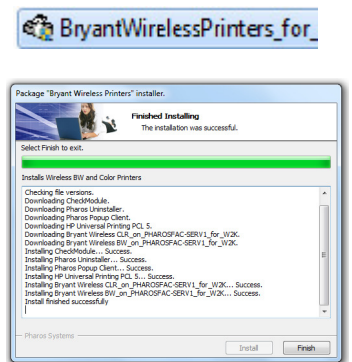 BryantWirelessPrinters_for_
Package "Bryant Wireless Printers" installer.
Finished Installing
The installation was successful.
Select Finish to exit.
Installs Wireless BW and Color Printers
Checking file versions.
Downloading CheckModule.
Downloading Pharos Uninstaller.
Downloading Pharos Popup Client.
Downloading HP Universal Printing PCL 5.
Downloading Bryant Wireless CLR_on_PHAROSFAC-SERV1_for_W2K.
Downloading Bryant Wireless BW_on_PHAROSFAC-SERV1_for_W2K.
Installing CheckModule... Success.
Installing Pharos Uninstaller... Success.
Installing Pharos Popup Client... Success.
Installing HP Universal Printing PCL 5... Success.
Installing Bryant Wireless CLR_on_PHAROSFAC-SERV1_for_W2K... Success.
Installing Bryant Wireless BW_on_PHAROSFAC-SERV1_for_W2K... Success.
Install finished successfully
Pharos Systems
Install
Finish